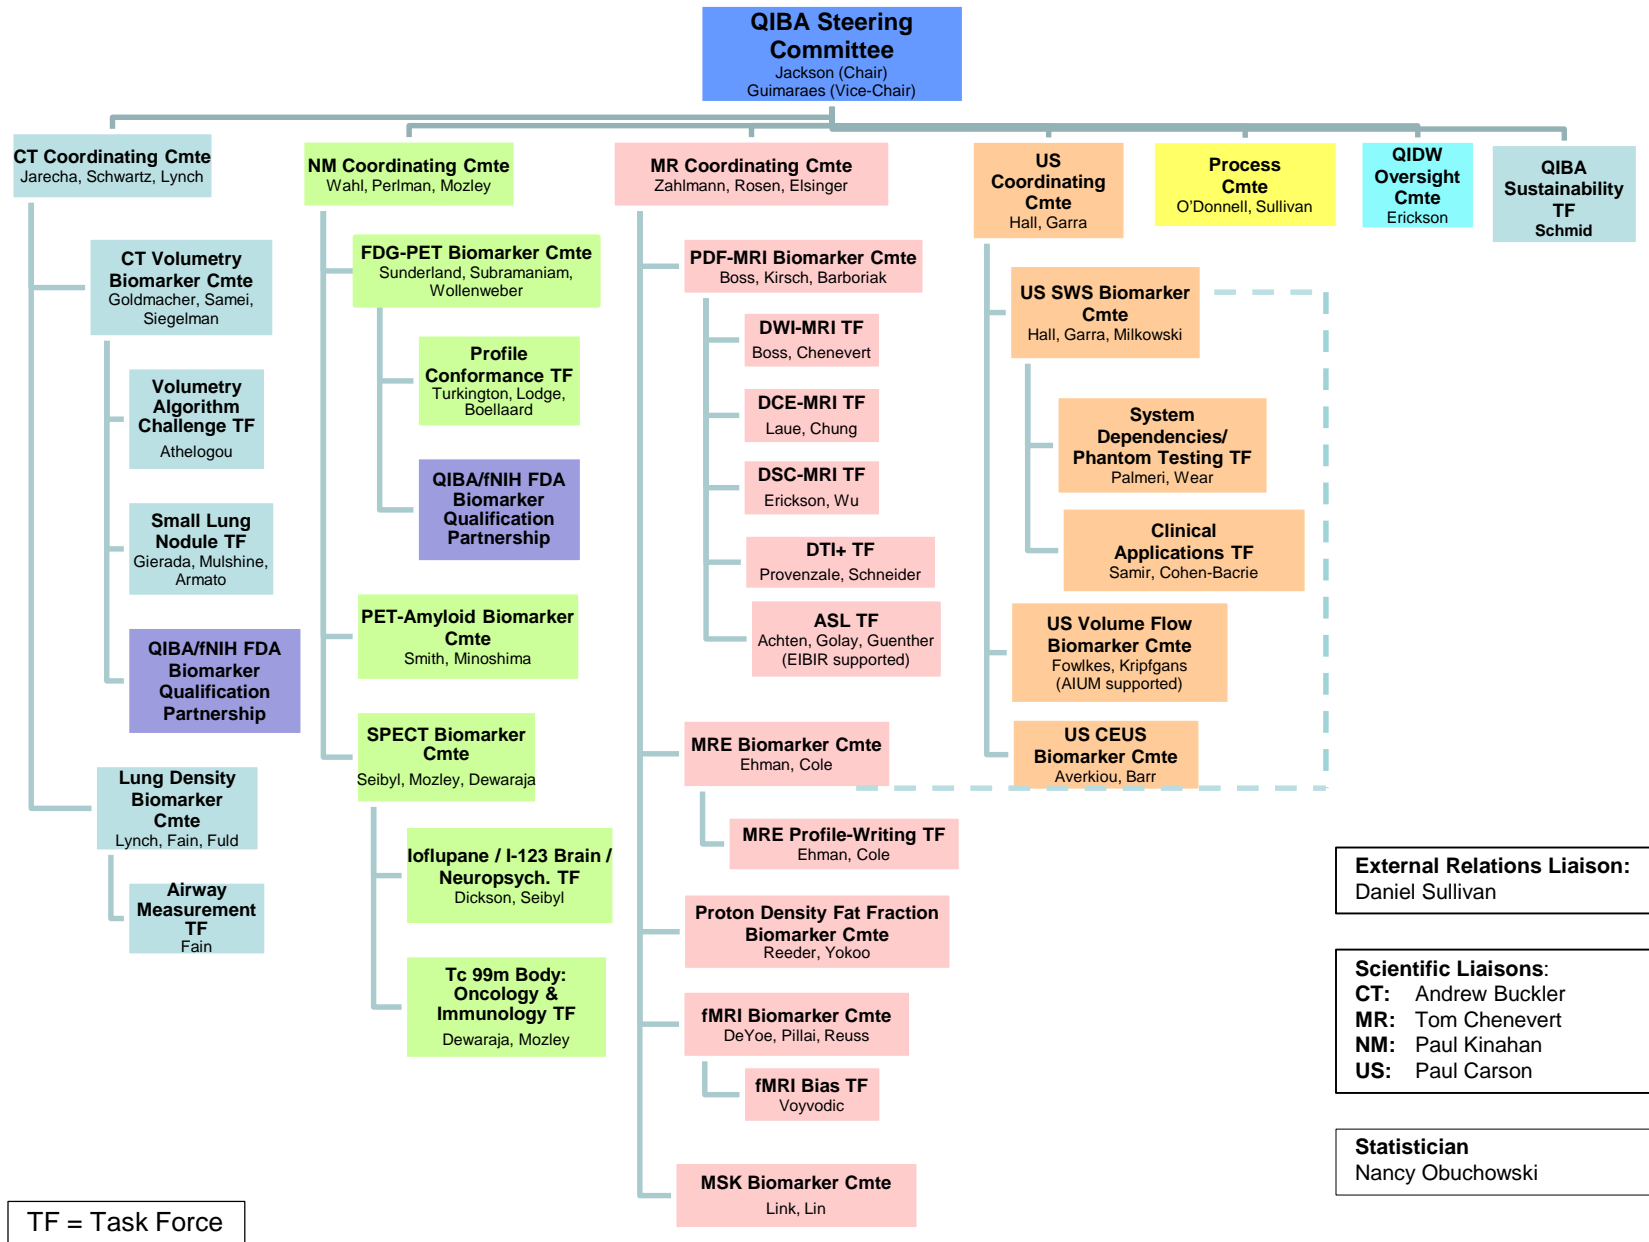 QIBA Steering
Committee
Jackson (Chair)
Guimaraes (Vice-Chair)
CT Coordinating Cmte
Jarecha, Schwartz, Lynch
NM Coordinating Cmte
Wahl, Perlman, Mozley
MR Coordinating Cmte
Zahlmann, Rosen, Elsinger
US
Coordinating
Cmte
Hall, Garra
Process
Cmte
O'Donnell, Sullivan
QIDW
Oversight
Cmte
Erickson
QIBA
Sustainability
TF
Schmid
CT Volumetry
Biomarker Cmte
Goldmacher, Samei,
Siegelman
Volumetry
Algorithm
Challenge TF
Athelogou
Small Lung
Nodule TF
Gierada, Mulshine,
Armato
QIBA/fNIH FDA
Biomarker
Qualification
Partnership
Lung Density
Biomarker
Cmte
Lynch, Fain, Fuld
Airway
Measurement
TF
Fain
FDG-PET Biomarker Cmte
Sunderland, Subramaniam,
Wollenweber
Profile
Conformance TF
Turkington, Lodge,
Boellaard
QIBA/fNIH FDA
Biomarker
Qualification
Partnership
PET-Amyloid Biomarker
Cmte
Smith, Minoshima
SPECT Biomarker
Cmte
Seibyl, Mozley, Dewaraja
Ioflupane / I-123 Brain /
Neuropsych. TF
Dickson, Seibyl
Tc 99m Body:
Oncology &
Immunology TF
Dewaraja, Mozley
PDF-MRI Biomarker Cmte
Boss, Kirsch, Barboriak
DWI-MRI TF
Boss, Chenevert
DCE-MRI TF
Laue, Chung
DSC-MRI TF
Erickson, Wu
DTI+ TF
Provenzale, Schneider
ASL TF
Achten, Golay, Guenther
(EIBIR supported)
MRE Biomarker Cmte
Ehman, Cole
MRE Profile-Writing TF
Ehman, Cole
Proton Density Fat Fraction
Biomarker Cmte
Reeder, Yokoo
fMRI Biomarker Cmte
DeYoe, Pillai, Reuss
fMRI Bias TF
Voyvodic
MSK Biomarker Cmte
Link, Lin
US SWS Biomarker
Cmte
Hall, Garra, Milkowski
System
Dependencies/
Phantom Testing TF
Palmeri, Wear
Clinical
Applications TF
Samir, Cohen-Bacrie
US Volume Flow
Biomarker Cmte
Fowlkes, Kripfgans
(AIUM supported)
US CEUS
Biomarker Cmte
Averkiou, Barr
External Relations Liaison:
Daniel Sullivan
Scientific Liaisons:
CT: Andrew Buckler
MR: Tom Chenevert
NM: Paul Kinahan
US: Paul Carson
Statistician
Nancy Obuchowski
TF = Task Force